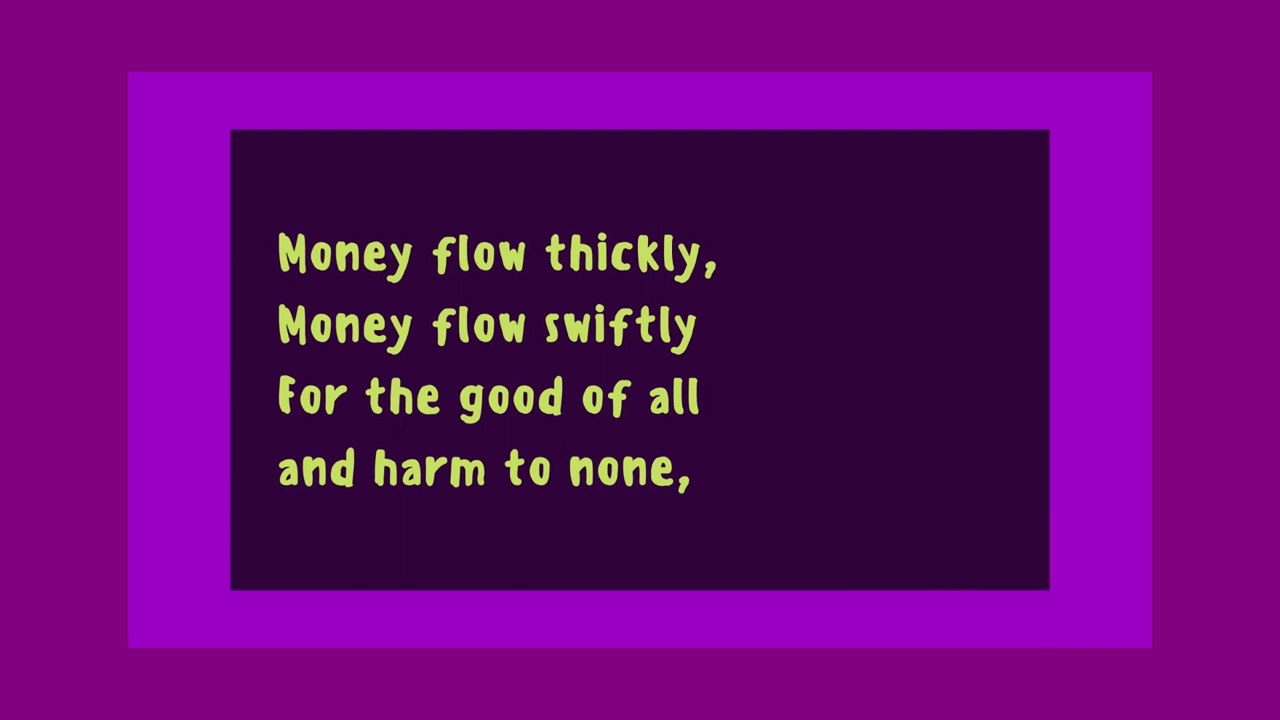 Money flow thickly,
Money flow swiftly
For the good of all
and harm to none,